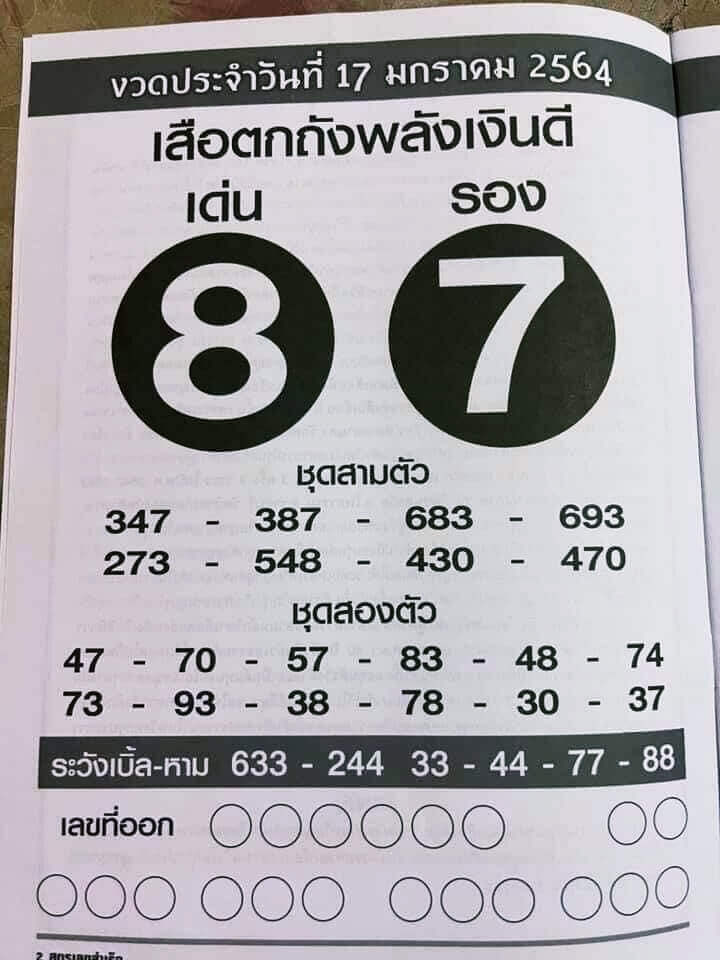 งวดประจำวันที่ 17 มกราคม 2564
เสือตกถังพลังเงินดี
เด่น รอง
8 7
ชุดสามตัว
347 - 387 - 683 - 693
273 - 548 - 430 - 470
ชุดสองตัว
47 - 70 - 57 - 83 - 48 - 74
73 - 93 - 38 - 78 - 30 - 37
ระวังเบิ้ล-หาม 633 - 244 33 - 44 - 77 - 88
เลขที่ออก
2